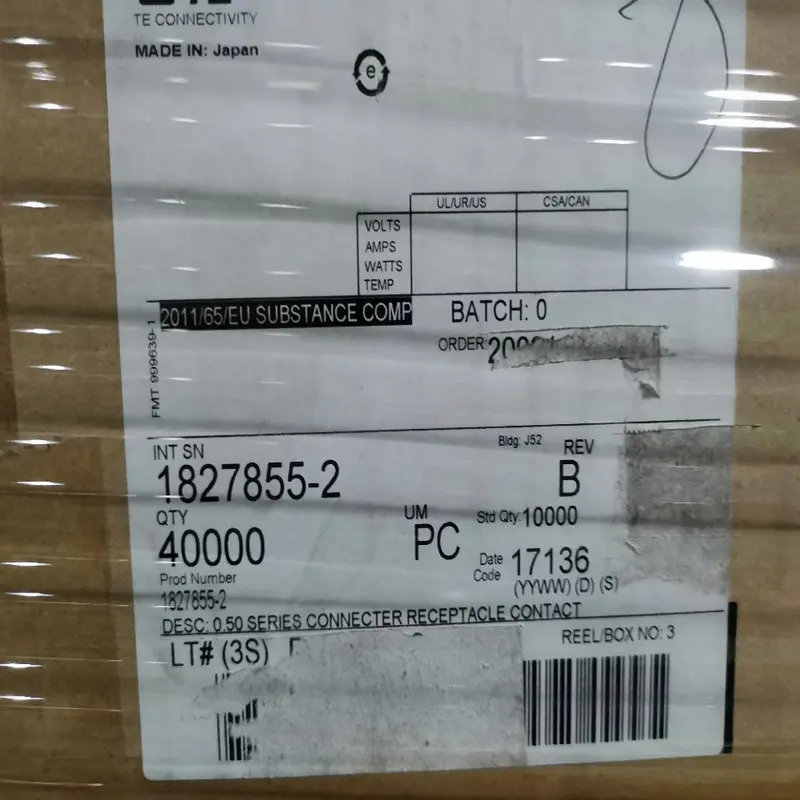 TE CONNECTIVITY
MADE IN: Japan
e
UL/UR/US CSA/CAN
VOLTS
AMPS
WATTS
TEMP
2011/65/EU SUBSTANCE COMP BATCH: 0
ORDER:
FMT 999639-1
INT SN Bldg: J52 REV
1827855-2 B
QTY UM Std Qty: 10000
40000 PC Date Code 17136
(YYWW) (D) (S)
Prod Number
1827855-2
DESC: 0.50 SERIES CONNECTER RECEPTACLE CONTACT
LT# (3S) REEL/BOX NO: 3